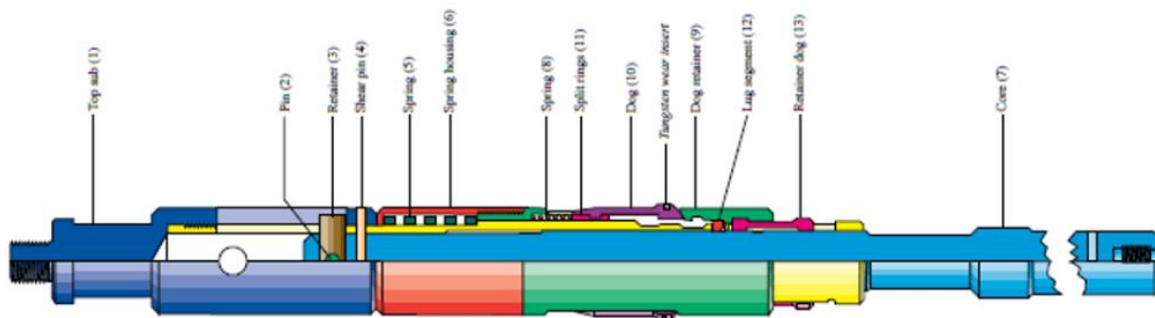 Top sub (1)
Pin (2)
Retainer (3)
Shear pin (4)
Spring (5)
Spring housing (6)
Spring (8)
Split rings (11)
Dog (10)
Tungsten wear insert
Dog retainer (9)
Lug segment (12)
Retainer dog (13)
Core (7)